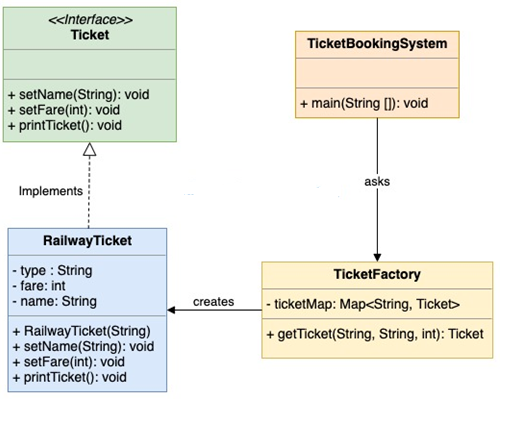 <<Interface>>
Ticket
+ setName(String): void
+ setFare(int): void
+ printTicket(): void
TicketBookingSystem
+ main(String []): void
asks
Implements
RailwayTicket
- type : String
- fare: int
- name: String
+ RailwayTicket(String)
+ setName(String): void
+ setFare(int): void
+ printTicket(): void
creates
TicketFactory
- ticketMap: Map<String, Ticket>
+ getTicket(String, String, int): Ticket